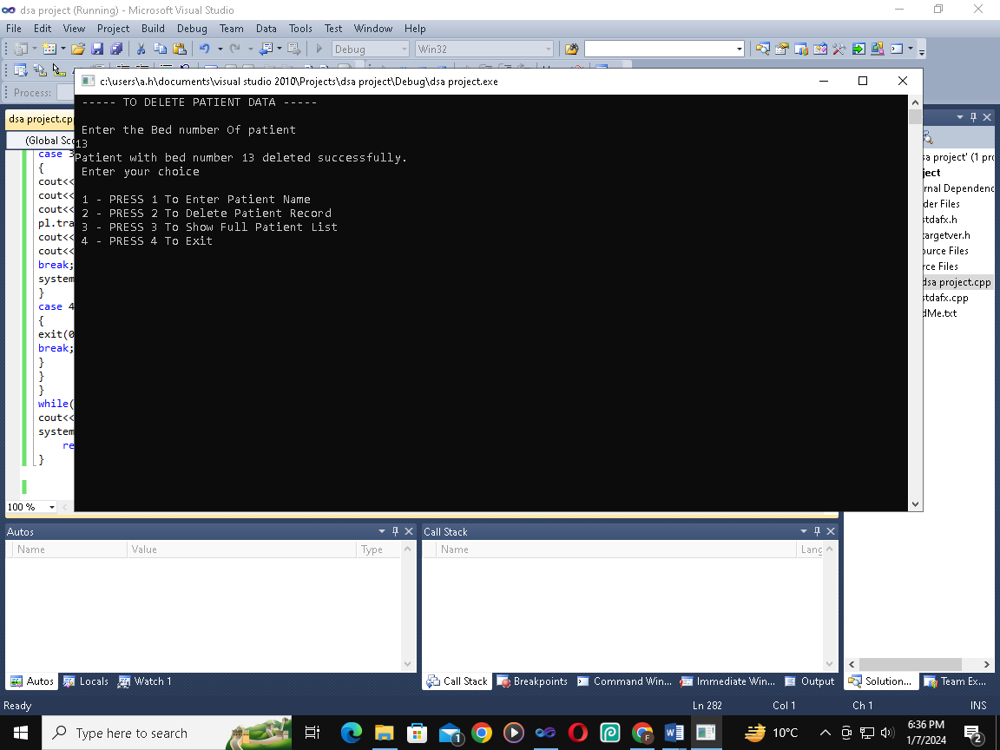 dsa project (Running) - Microsoft Visual Studio
File Edit View Project Build Debug Team Data Tools Test Window Help
Debug Win32
Process:
c:\users\a.h\documents\visual studio 2010\Projects\dsa project\Debug\dsa project.exe
----- TO DELETE PATIENT DATA -----
Enter the Bed number Of patient
13
Patient with bed number 13 deleted successfully.
Enter your choice
1 - PRESS 1 To Enter Patient Name
2 - PRESS 2 To Delete Patient Record
3 - PRESS 3 To Show Full Patient List
4 - PRESS 4 To Exit
dsa project.cpp
(Global Sco
case 3
{
cout<<
cout<<
cout<<
pl.tra
cout<<
cout<<
break;
system
}
case 4
{
exit(0
break;
}
}
}
while(
cout<<
system
re
}
100 %
sa project' (1 pro
ject
rnal Dependenc
der Files
stdafx.h
targetver.h
ource Files
rce Files
dsa project.cpp
stdafx.cpp
dMe.txt
Autos
Name Value Type
Call Stack
Name Lang
Autos Locals Watch 1
Call Stack Breakpoints Command Win... Immediate Win... Output
Solution... Team Ex...
Ready Ln 282 Col 1 Ch 1 INS
Type here to search
1
10°C
6:36 PM
1/7/2024
2